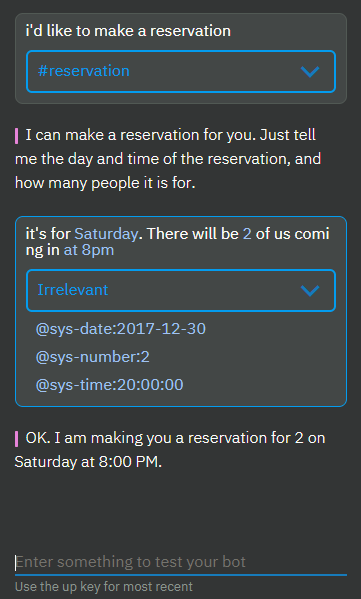 i'd like to make a reservation
#reservation
I can make a reservation for you. Just tell
me the day and time of the reservation, and
how many people it is for.
it's for Saturday. There will be 2 of us comi
ng in at 8pm
Irrelevant
@sys-date:2017-12-30
@sys-number:2
@sys-time:20:00:00
OK. I am making you a reservation for 2 on
Saturday at 8:00 PM.
Enter something to test your bot
Use the up key for most recent